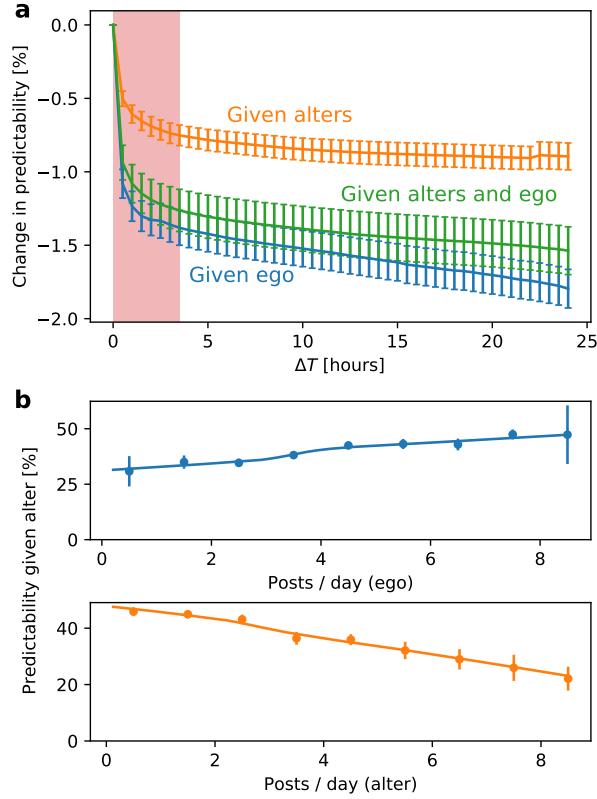 a
Change in predictability [%]
0.0
−0.5
−1.0
−1.5
−2.0
Given alters
Given alters and ego
Given ego
0 5 10 15 20 25
ΔT [hours]
b
Predictability given alter [%]
50
25
0
0 2 4 6 8
Posts / day (ego)
40
20
0
0 2 4 6 8
Posts / day (alter)